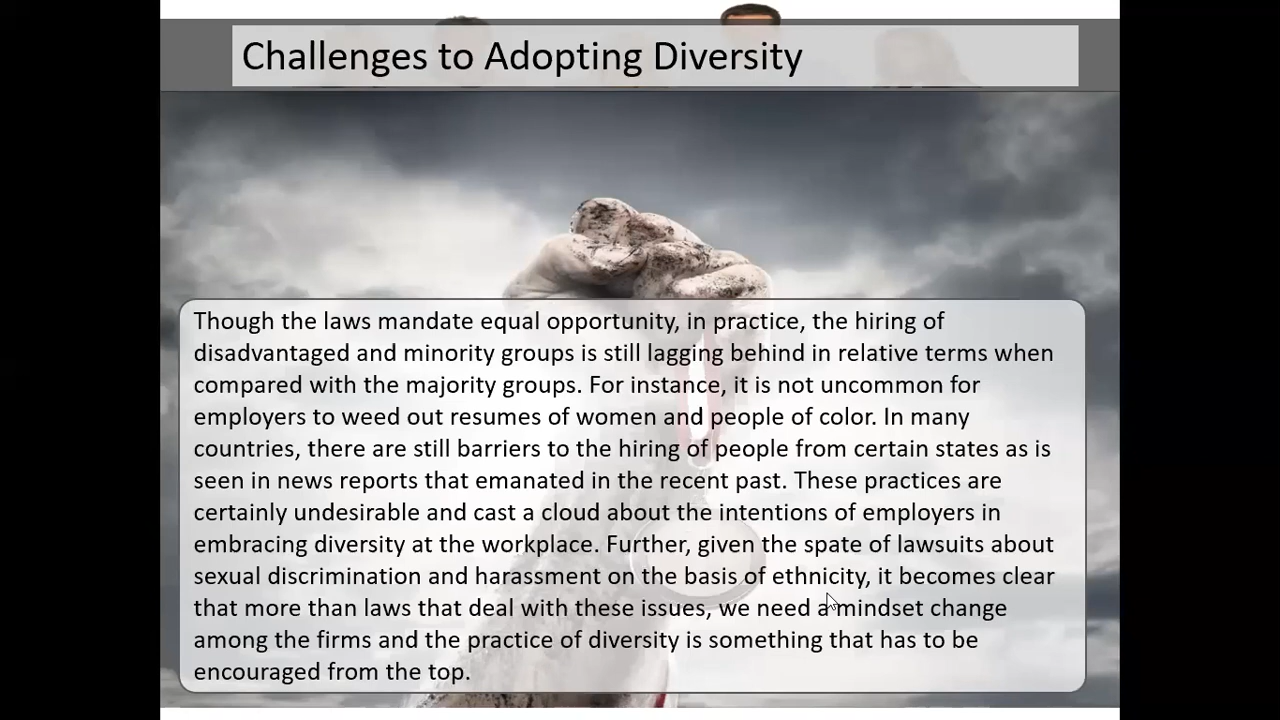 Challenges to Adopting Diversity
Though the laws mandate equal opportunity, in practice, the hiring of
disadvantaged and minority groups is still lagging behind in relative terms when
compared with the majority groups. For instance, it is not uncommon for
employers to weed out resumes of women and people of color. In many
countries, there are still barriers to the hiring of people from certain states as is
seen in news reports that emanated in the recent past. These practices are
certainly undesirable and cast a cloud about the intentions of employers in
embracing diversity at the workplace. Further, given the spate of lawsuits about
sexual discrimination and harassment on the basis of ethnicity, it becomes clear
that more than laws that deal with these issues, we need a mindset change
among the firms and the practice of diversity is something that has to be
encouraged from the top.